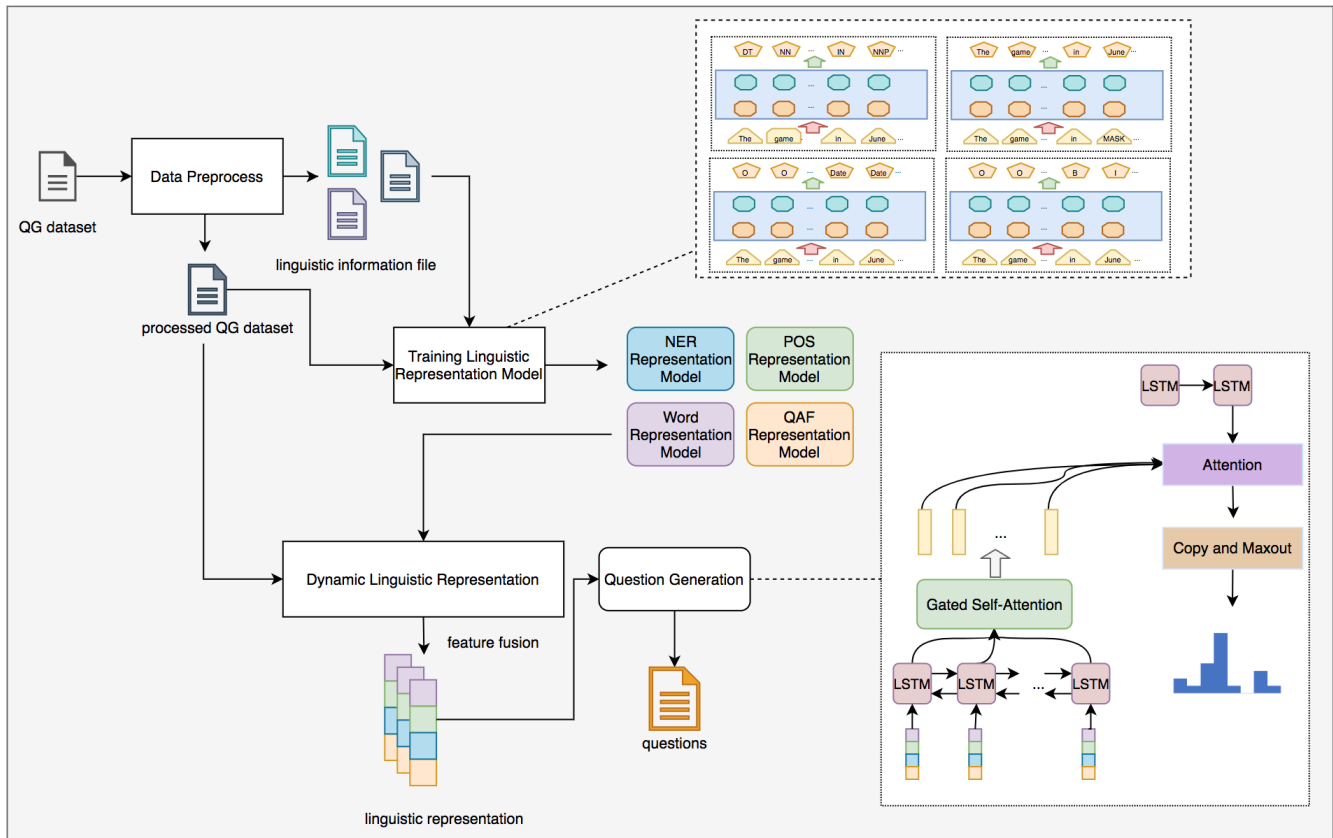 DT NN ... IN NNP ...
...
...
The game . in June ...
The game ... in June ...
...
...
The game ... in MASK ...
O O ... Date Date ...
...
...
The game ... in June ...
O O ... B I ...
...
...
The game ... in June ...
QG dataset
Data Preprocess
linguistic information file
processed QG dataset
Training Linguistic
Representation Model
NER
Representation
Model
POS
Representation
Model
Word
Representation
Model
QAF
Representation
Model
Dynamic Linguistic Representation
feature fusion
linguistic representation
Question Generation
questions
LSTM
LSTM
Attention
Copy and Maxout
...
Gated Self-Attention
LSTM
LSTM
...
LSTM